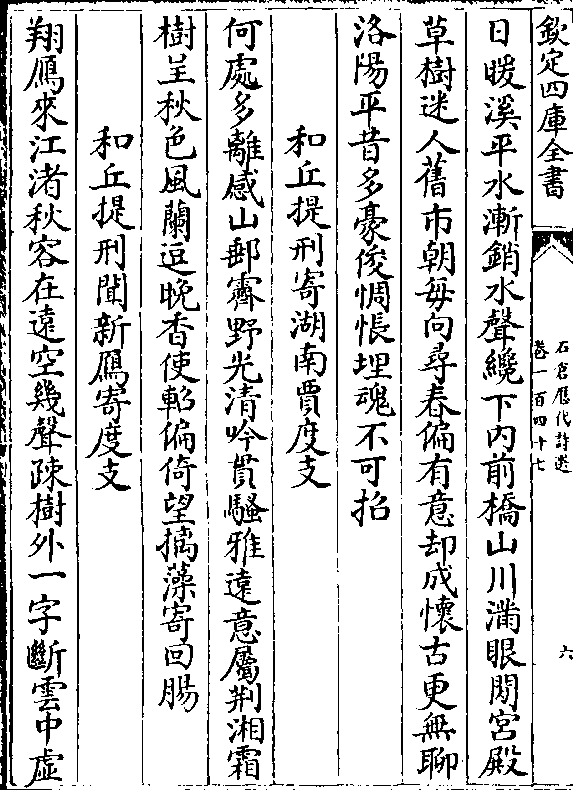 欽定四庫全書
石倉歴代詩選
卷一百四十七
六
日暖溪平水漸銷水聲纔下内前橋山川滿眼閒宮殿
草樹迷人舊市朝每向尋春偏有意却成懷古更無聊
洛陽平昔多豪俊惆悵埋魂不可招
和丘提刑寄湖南賈度支
何處多離感山郵霽野光清吟貫騷雅遠意屬荆湘霜
樹呈秋色風蘭逗晚香使軺偏倚望摛藻寄回腸
和丘提刑聞新鴈寄度支
翔鴈來江渚秋容在遠空幾聲疎樹外一字斷雲中虛